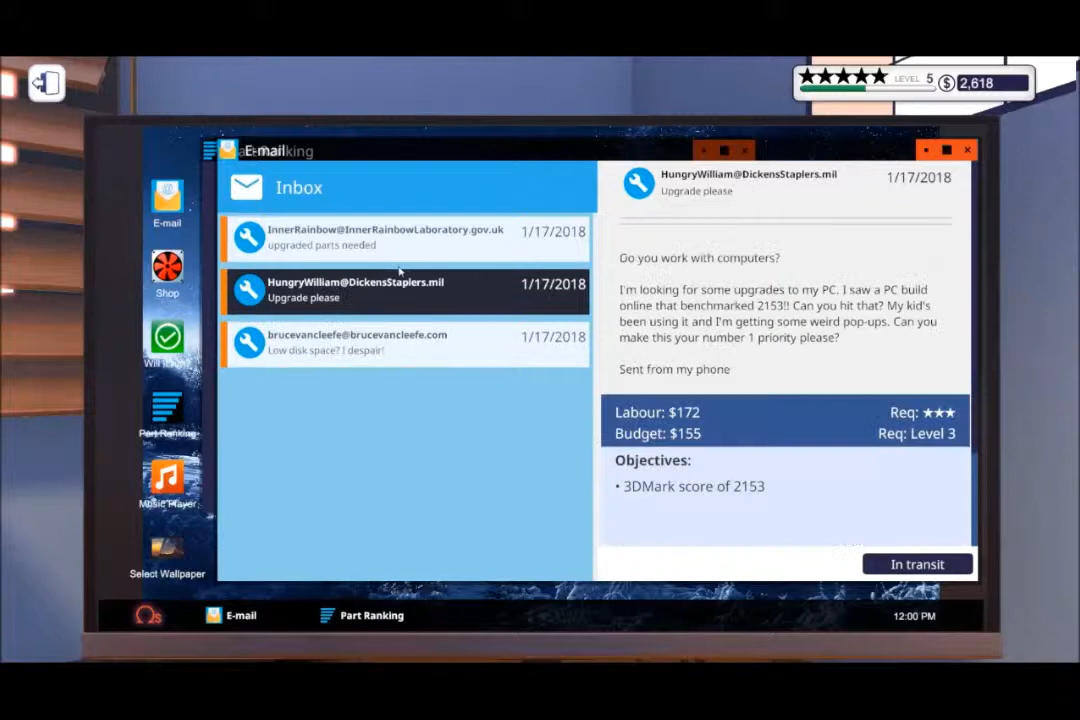 LEVEL 5 $ 2,618
E-mail
Inbox
InnerRainbow@InnerRainbowLaboratory.gov.uk 1/17/2018
upgraded parts needed
HungryWilliam@DickensStaplers.mil 1/17/2018
Upgrade please
brucevancleefe@brucevancleefe.com 1/17/2018
Low disk space? I despair!
HungryWilliam@DickensStaplers.mil 1/17/2018
Upgrade please
Do you work with computers?
I'm looking for some upgrades to my PC. I saw a PC build
online that benchmarked 2153!! Can you hit that? My kid's
been using it and I'm getting some weird pop-ups. Can you
make this your number 1 priority please?
Sent from my phone
Labour: $172 Req: ★★★
Budget: $155 Req: Level 3
Objectives:
• 3DMark score of 2153
In transit
E-mail
Shop
Part Ranking
Music Player
Select Wallpaper
E-mail
Part Ranking
12:00 PM